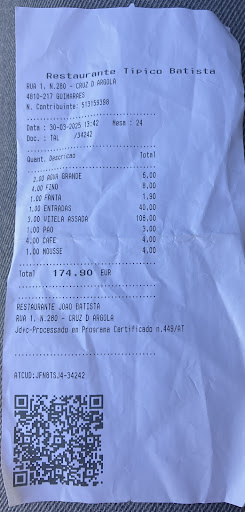 Restaurante Tipico Batista
RUA 1, N.280 - CRUZ D ARGOLA
4810-217 GUIMARAES
N. Contribuinte: 513159398
Data : 30-03-2025 13:42 Mesa : 24
Doc. : TAL /34242
Quant. Descricao Total
2.00 AGUA GRANDE 6.00
4.00 FINO 8.00
1.00 FANTA 1.90
1.00 ENTRADAS 40.00
3.00 VITELA ASSADA 108.00
1.00 PAO 3.00
4.00 CAFE 4.00
1.00 MOUSSE 4.00
Total 174.90 EUR
RESTAURANTE JOAO BATISTA
RUA 1, N.280 - CRUZ D ARGOLA
-Processado em Programa Certificado n.449/AT
ATCUD:JFNBTSJ4-34242